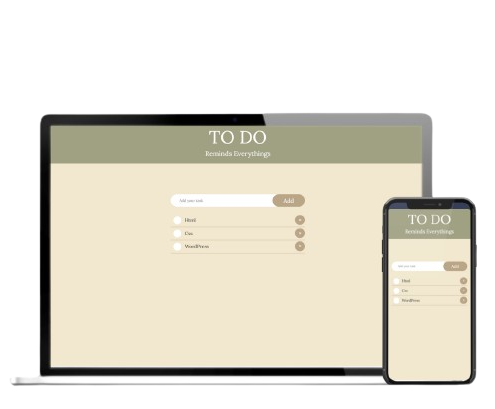 TO DO
Reminds Everythings
Add your task
Add
Html
Css
WordPress
TO DO
Reminds Everythings
Add your task
Add
Html
Css
WordPress